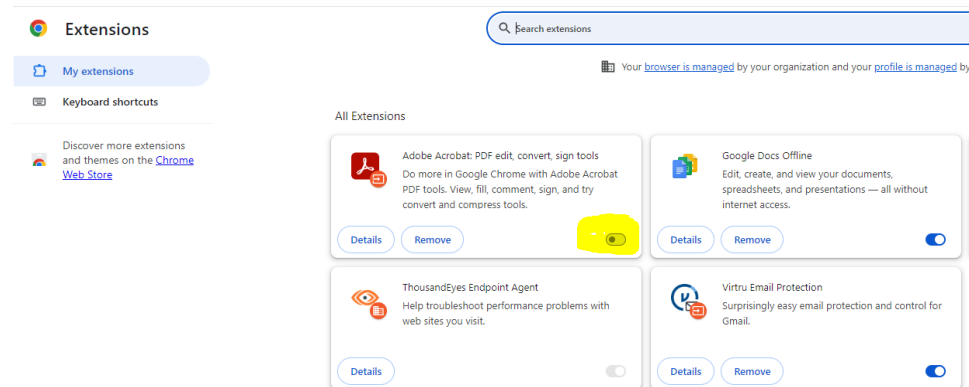 Extensions
Search extensions
My extensions
Keyboard shortcuts
Discover more extensions
and themes on the Chrome
Web Store
Your browser is managed by your organization and your profile is managed by
All Extensions
Adobe Acrobat: PDF edit, convert, sign tools
Do more in Google Chrome with Adobe Acrobat
PDF tools. View, fill, comment, sign, and try
convert and compress tools.
Details
Remove
Google Docs Offline
Edit, create, and view your documents,
spreadsheets, and presentations — all without
internet access.
Details
Remove
ThousandEyes Endpoint Agent
Help troubleshoot performance problems with
web sites you visit.
Details
Virtru Email Protection
Surprisingly easy email protection and control for
Gmail.
Details
Remove